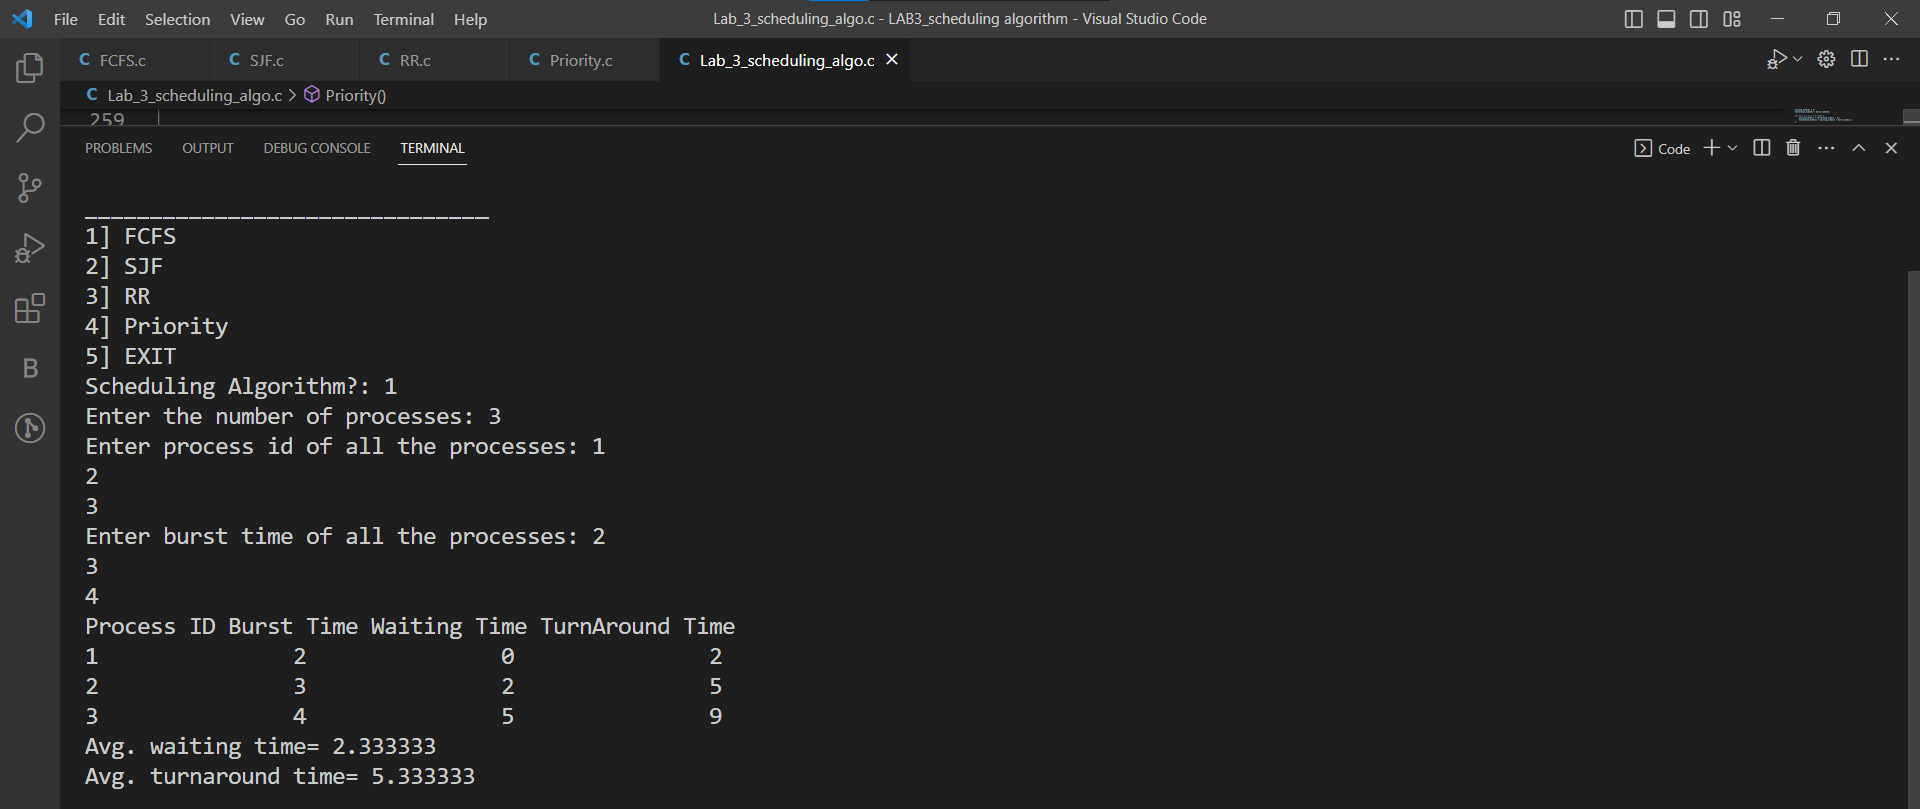 File Edit Selection View Go Run Terminal Help Lab_3_scheduling_algo.c - LAB3_scheduling algorithm - Visual Studio Code
C FCFS.c C SJF.c C RR.c C Priority.c C Lab_3_scheduling_algo.c
C Lab_3_scheduling_algo.c > Priority()
259
PROBLEMS OUTPUT DEBUG CONSOLE TERMINAL Code
_______________________________
1] FCFS
2] SJF
3] RR
4] Priority
5] EXIT
Scheduling Algorithm?: 1
Enter the number of processes: 3
Enter process id of all the processes: 1
2
3
Enter burst time of all the processes: 2
3
4
Process ID Burst Time Waiting Time TurnAround Time
1 2 0 2
2 3 2 5
3 4 5 9
Avg. waiting time= 2.333333
Avg. turnaround time= 5.333333
B